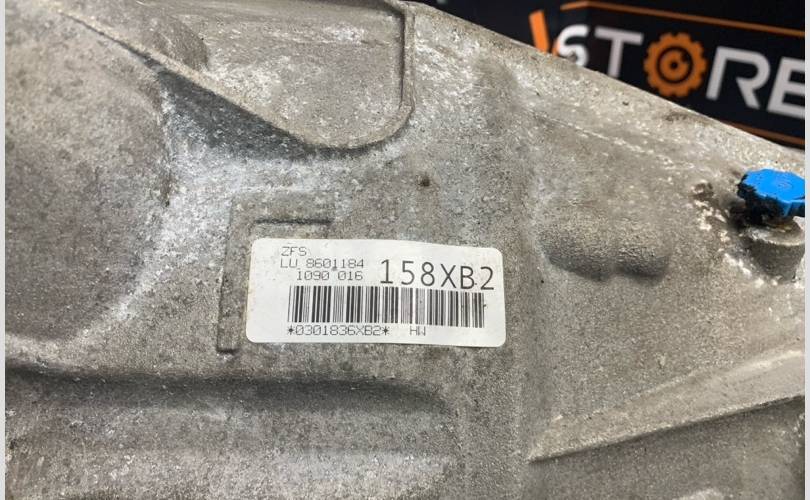 STORE
ZFS
LU 8601184
1090 016
158XB2
*0301836XB2* HW